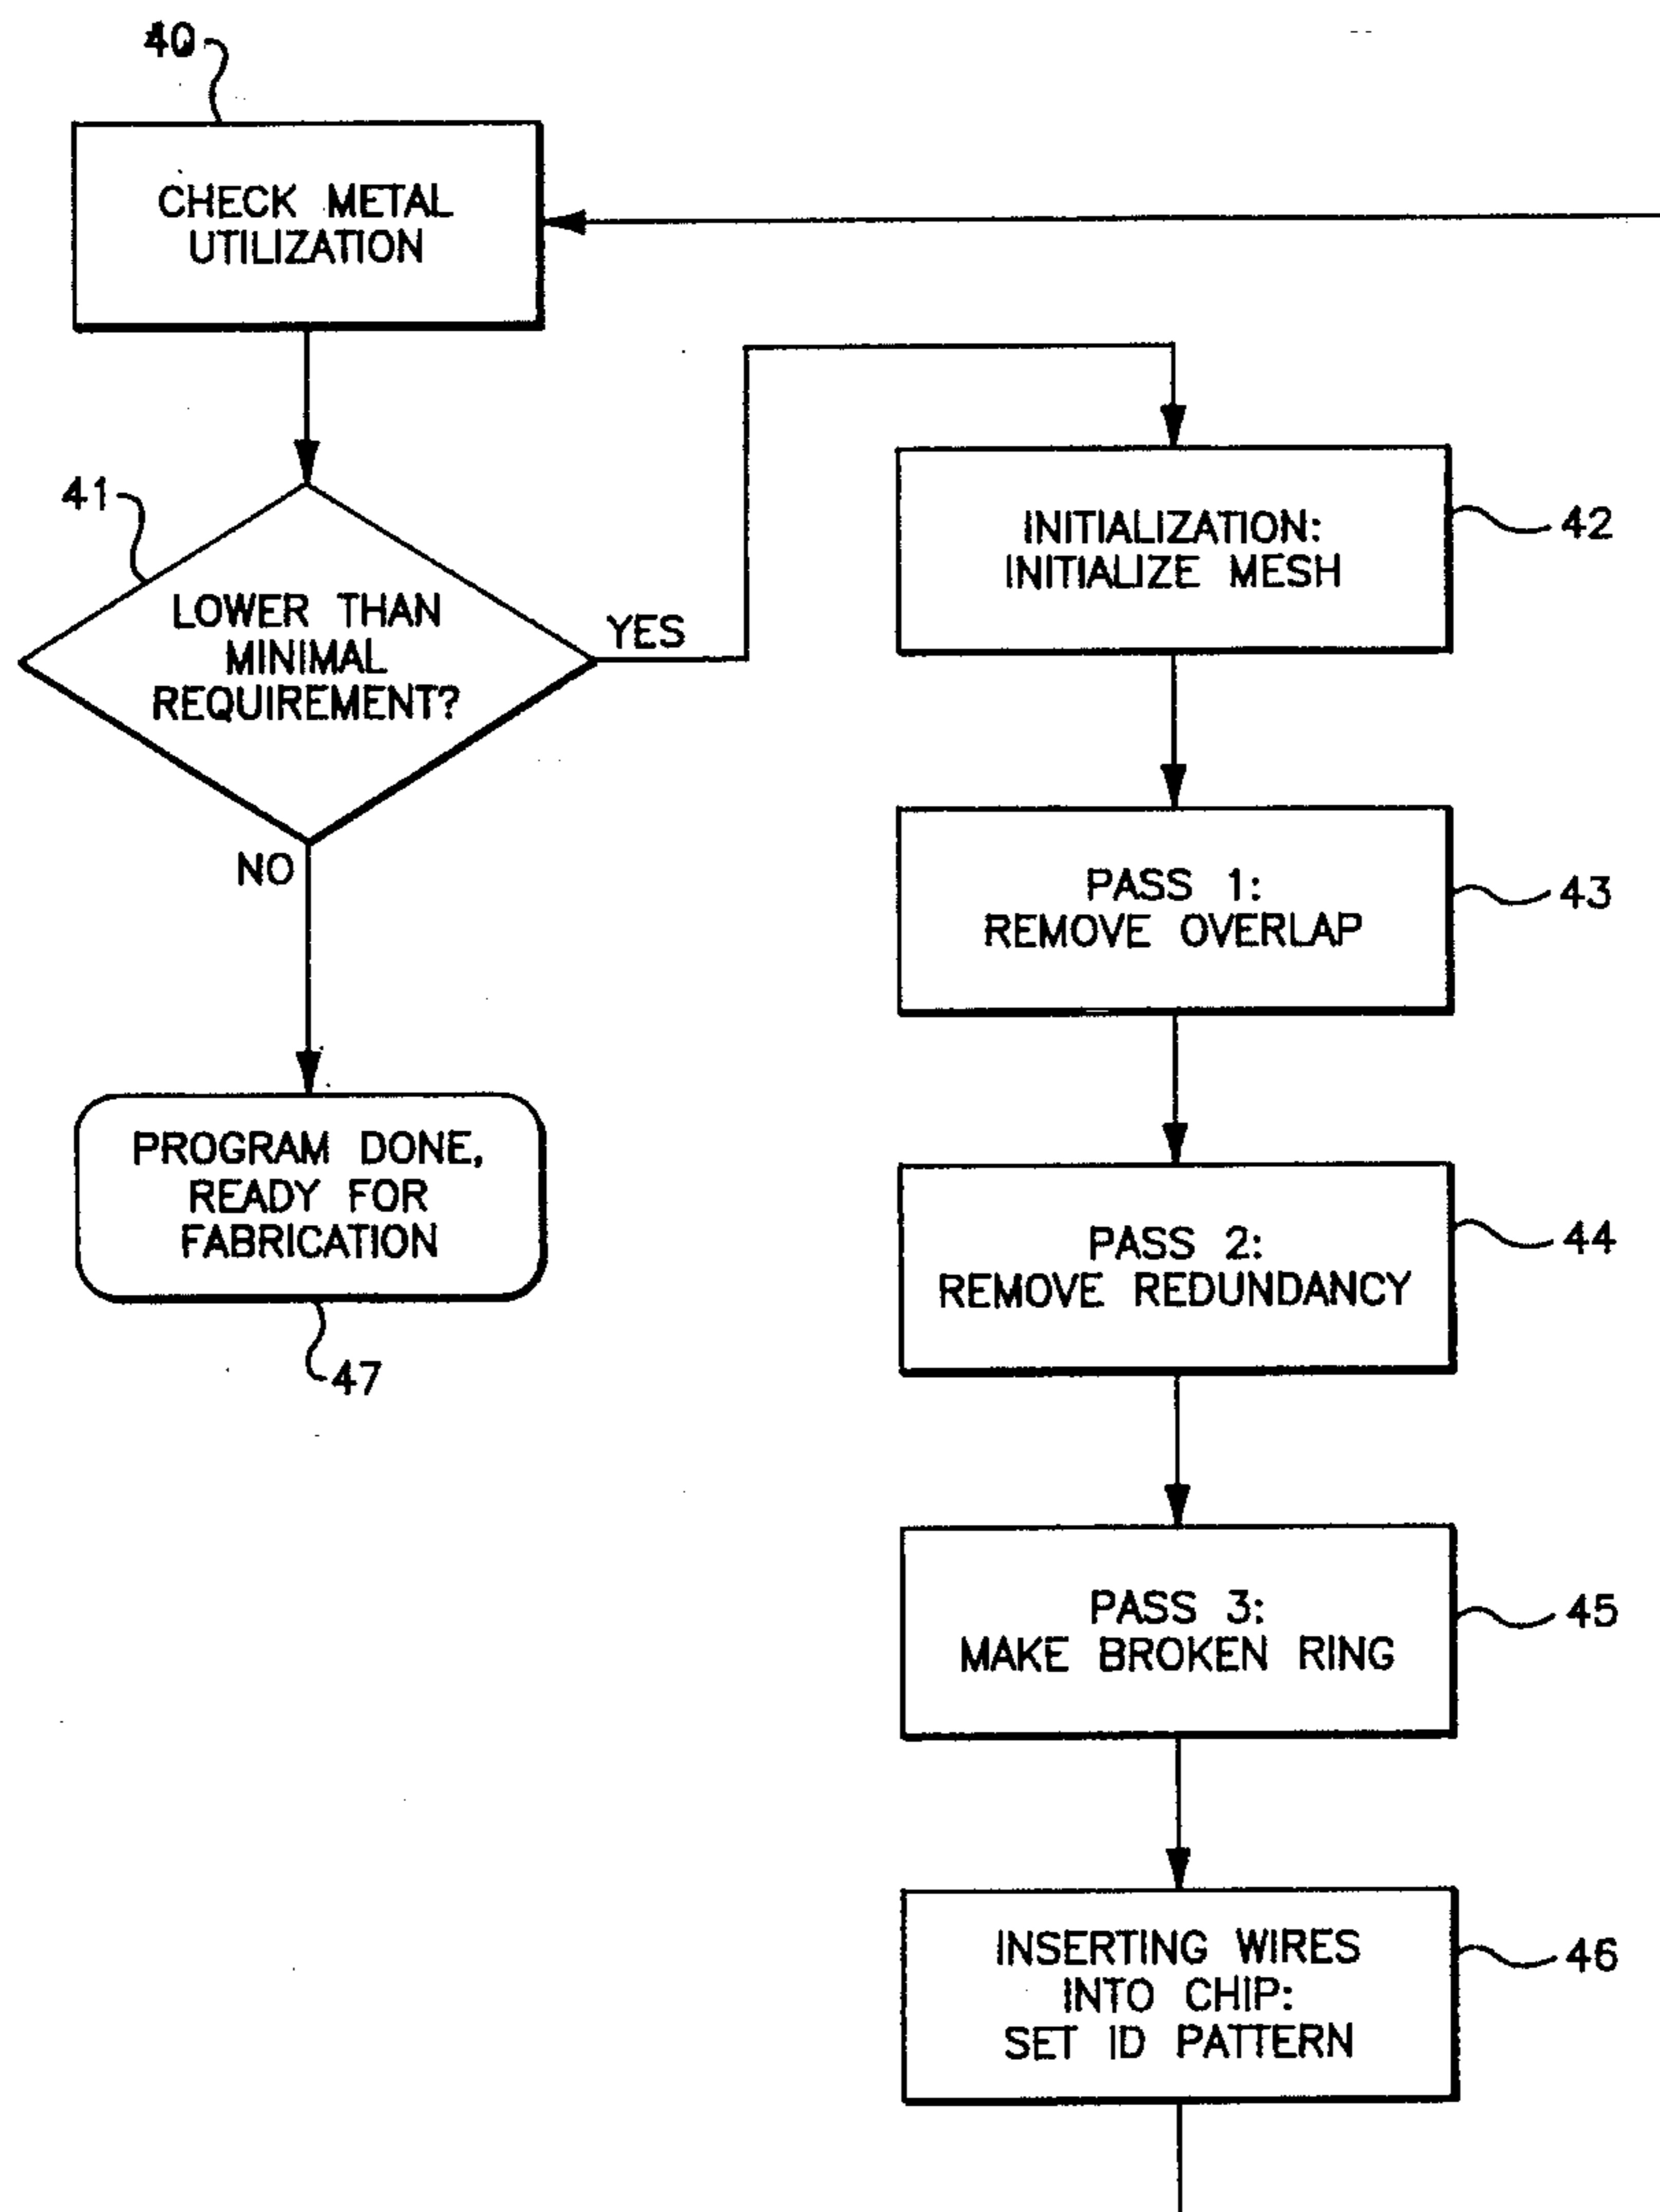 40
CHECK METAL
UTILIZATION
41
LOWER THAN
MINIMAL
REQUIREMENT?
YES
NO
PROGRAM DONE,
READY FOR
FABRICATION
47
INITIALIZATION:
INITIALIZE MESH
42
PASS 1:
REMOVE OVERLAP
43
PASS 2:
REMOVE REDUNDANCY
44
PASS 3:
MAKE BROKEN RING
45
INSERTING WIRES
INTO CHIP:
SET ID PATTERN
46